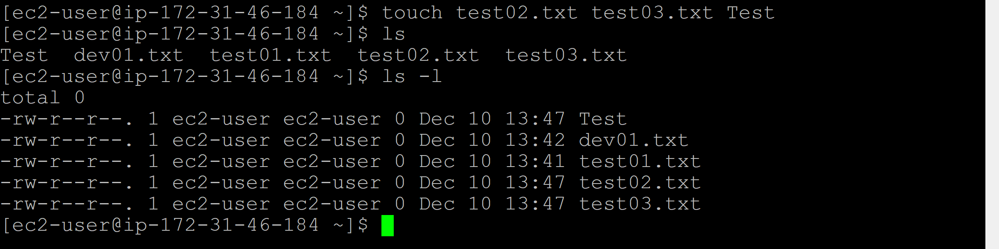 [ec2-user@ip-172-31-46-184 ~]$ touch test02.txt test03.txt Test
[ec2-user@ip-172-31-46-184 ~]$ ls
Test  dev01.txt  test01.txt  test02.txt  test03.txt
[ec2-user@ip-172-31-46-184 ~]$ ls -l
total 0
-rw-r--r--. 1 ec2-user ec2-user 0 Dec 10 13:47 Test
-rw-r--r--. 1 ec2-user ec2-user 0 Dec 10 13:42 dev01.txt
-rw-r--r--. 1 ec2-user ec2-user 0 Dec 10 13:41 test01.txt
-rw-r--r--. 1 ec2-user ec2-user 0 Dec 10 13:47 test02.txt
-rw-r--r--. 1 ec2-user ec2-user 0 Dec 10 13:47 test03.txt
[ec2-user@ip-172-31-46-184 ~]$